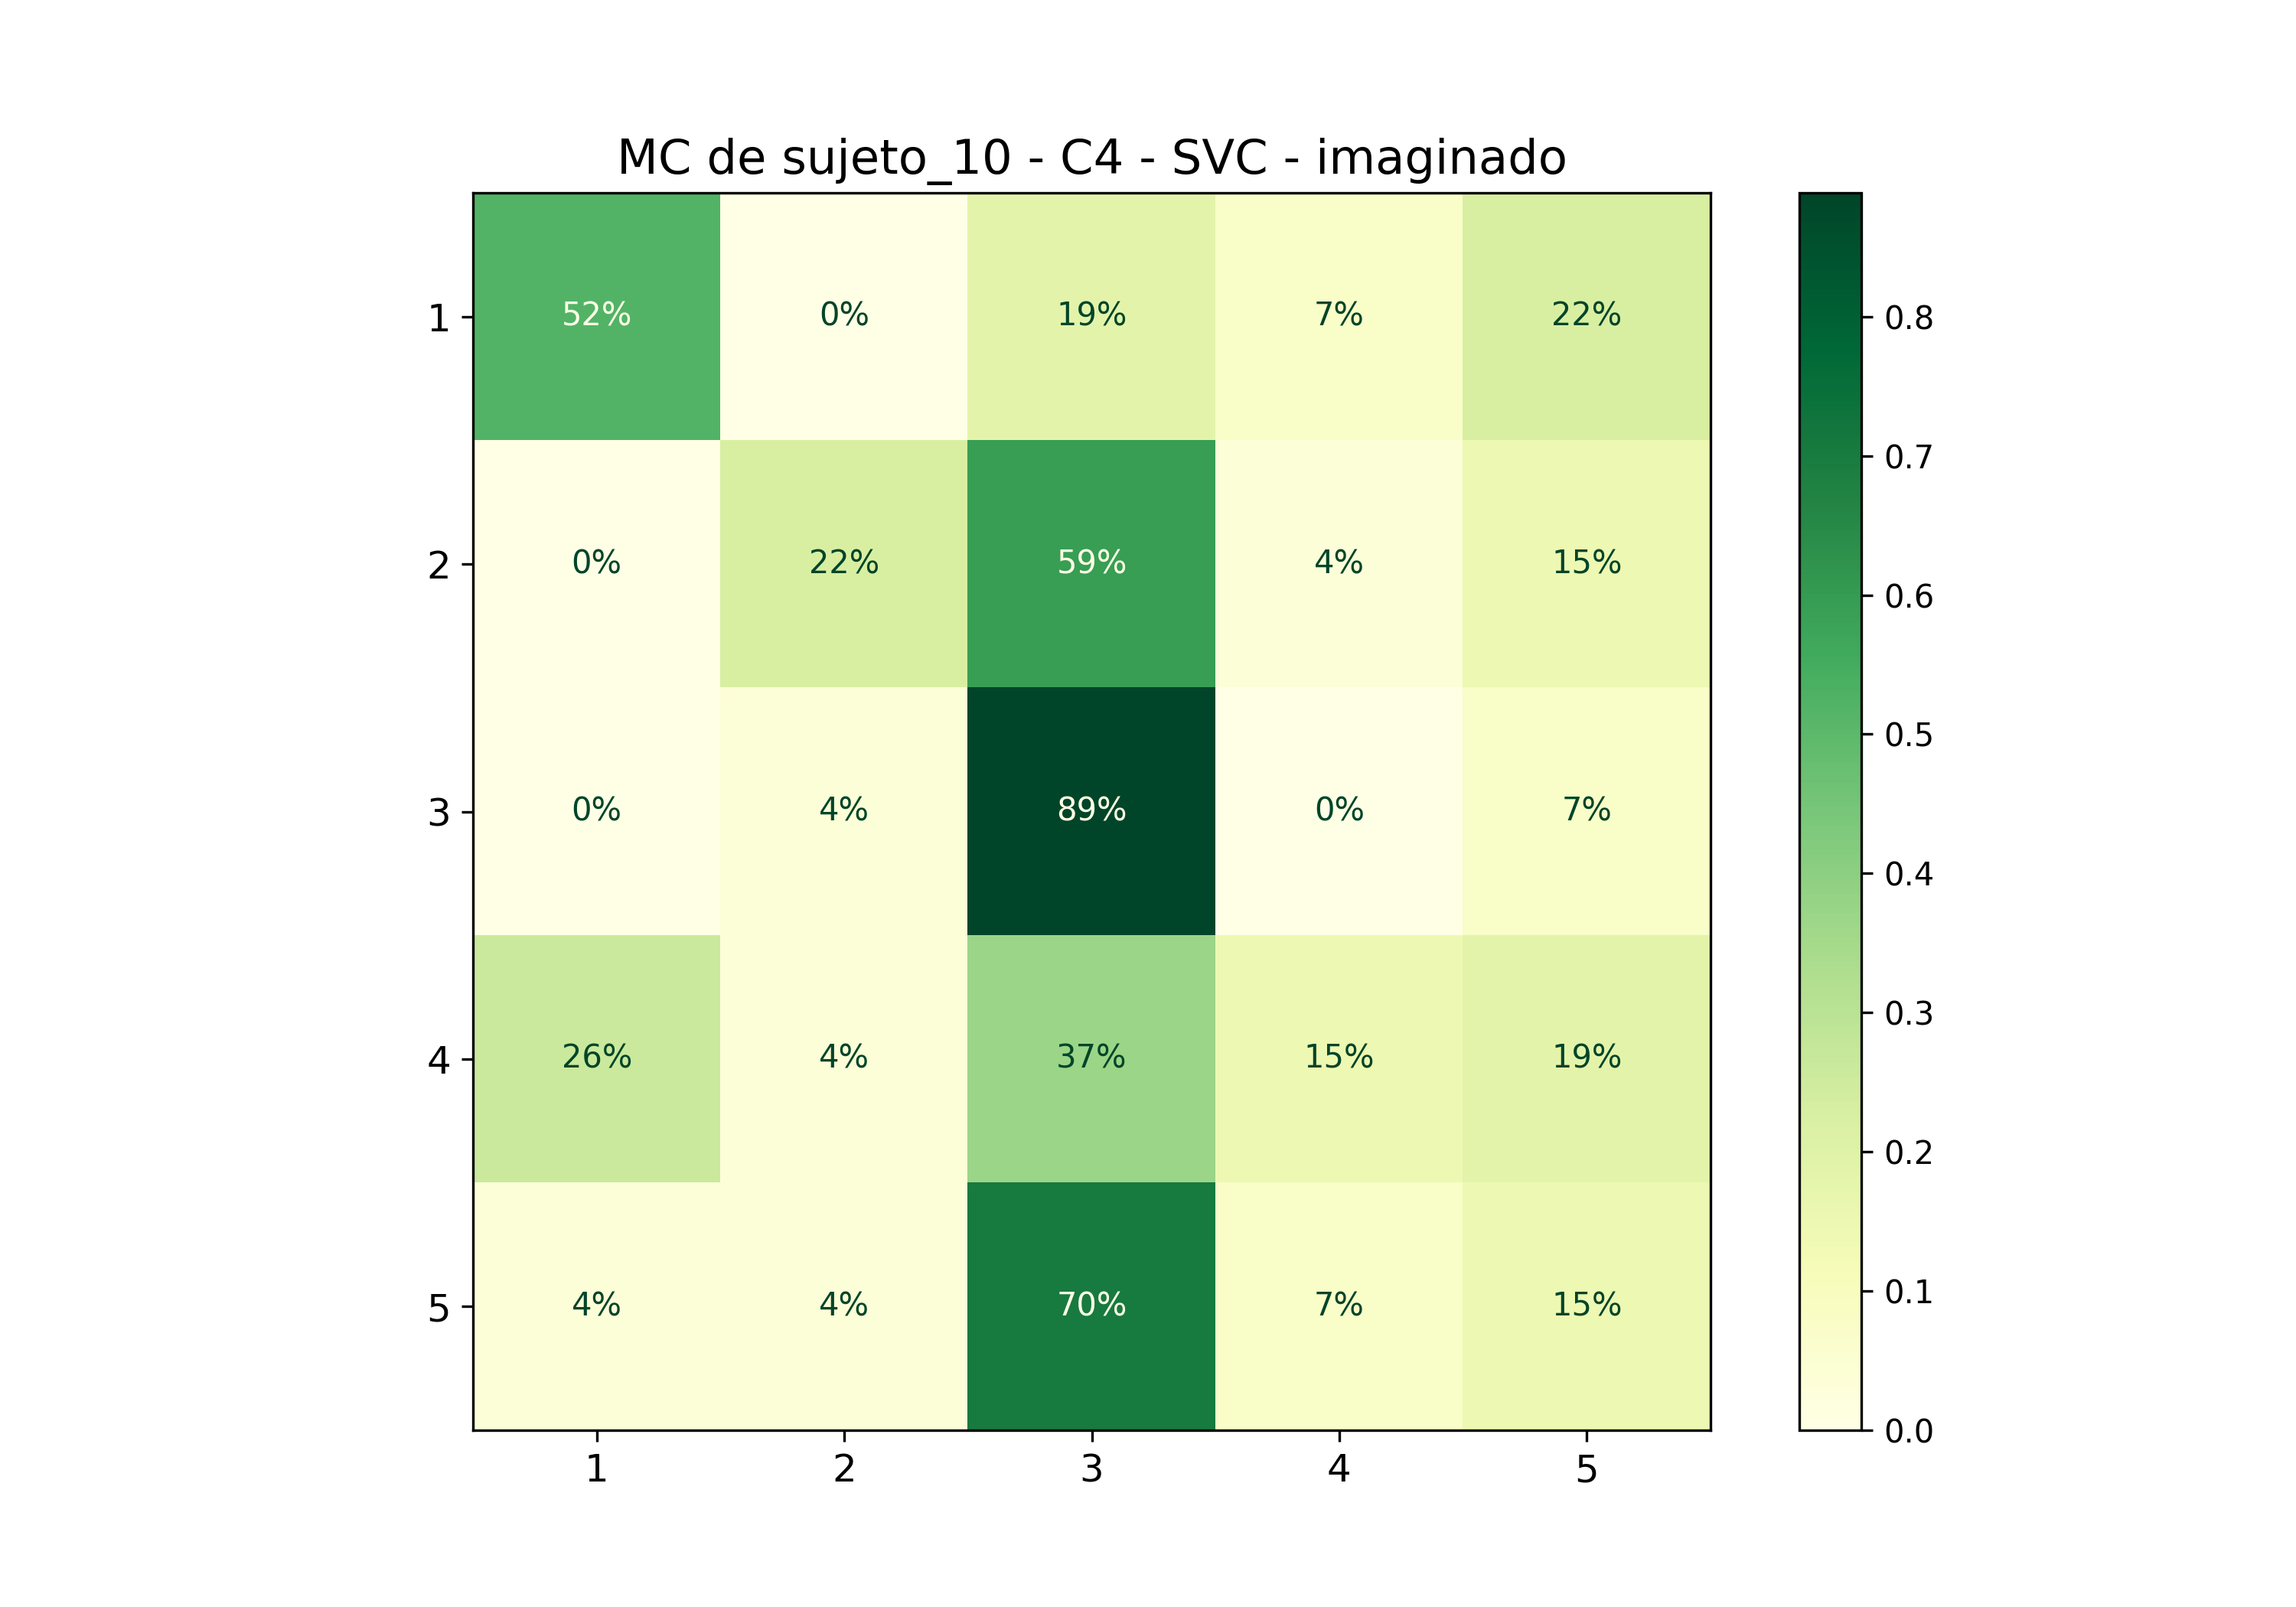 MC de sujeto_10 - C4 - SVC - imaginado
1 52% 0% 19% 7% 22%
2 0% 22% 59% 4% 15%
3 0% 4% 89% 0% 7%
4 26% 4% 37% 15% 19%
5 4% 4% 70% 7% 15%
1 2 3 4 5
0.8
0.7
0.6
0.5
0.4
0.3
0.2
0.1
0.0